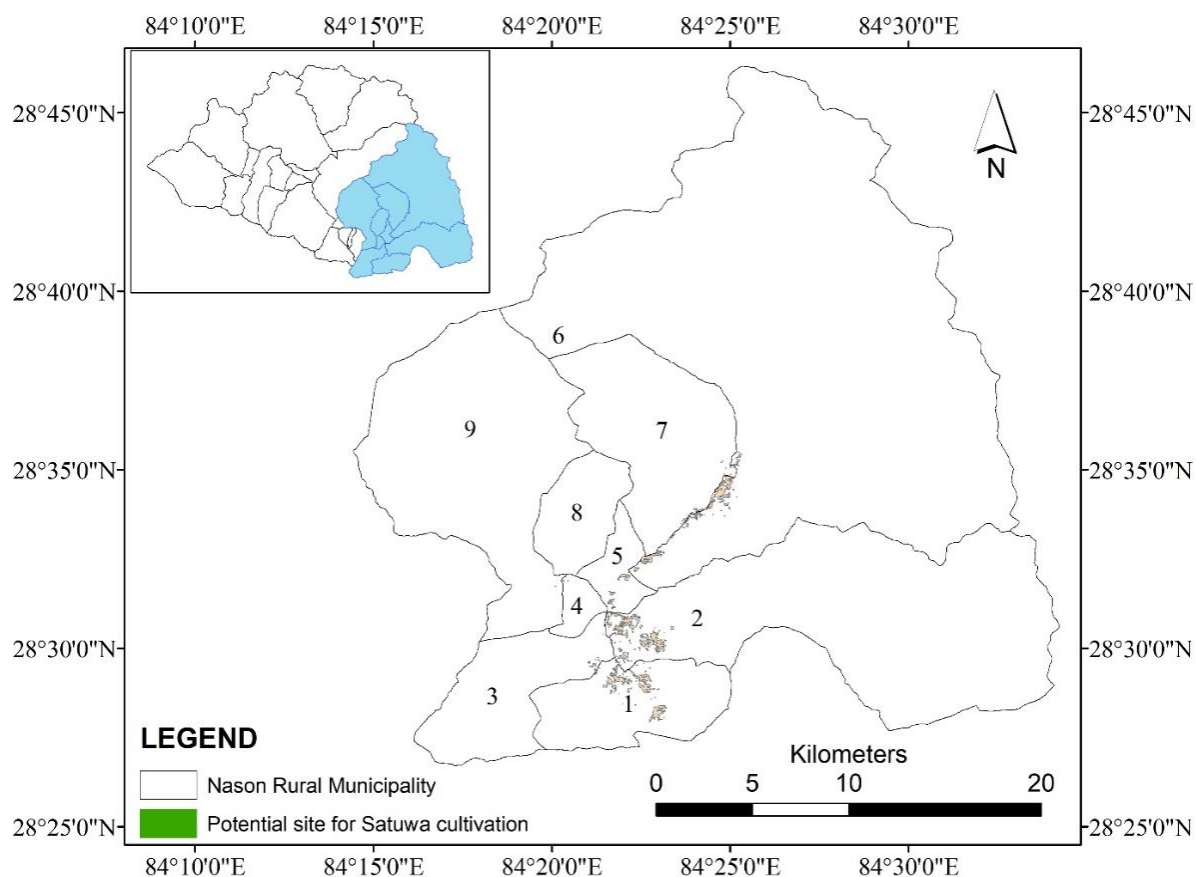 84°10'0"E 84°15'0"E 84°20'0"E 84°25'0"E 84°30'0"E
28°45'0"N 28°45'0"N
N
28°40'0"N 28°40'0"N
6
9 7
28°35'0"N 28°35'0"N
8
5
4 2
28°30'0"N 28°30'0"N
3 1
LEGEND
Nason Rural Municipality
Potential site for Satuwa cultivation
Kilometers
0 5 10 20
28°25'0"N 28°25'0"N
84°10'0"E 84°15'0"E 84°20'0"E 84°25'0"E 84°30'0"E